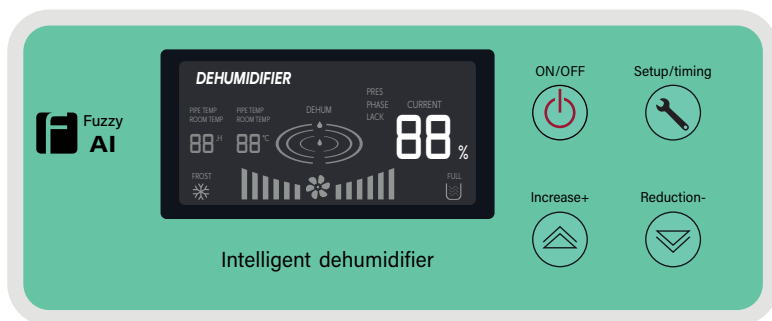 DEHUMIDIFIER
PIPE TEMP
ROOM TEMP
PIPE TEMP
ROOM TEMP
DEHUM
PRES
PHASE
LACK
CURRENT
88 .H
88 °C
88 %
FROST
FULL
Fuzzy
AI
Intelligent dehumidifier
ON/OFF
Setup/timing
Increase+
Reduction-